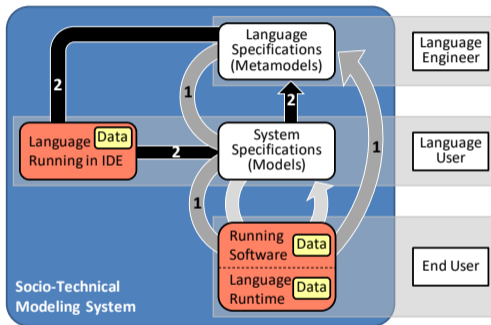 Language
Specifications
(Metamodels)
Language
Engineer
2
1
2
1
Language
Running in IDE
Data
2
System
Specifications
(Models)
Language
User
1
Running
Software
Data
Language
Runtime
Data
End User
Socio-Technical
Modeling System